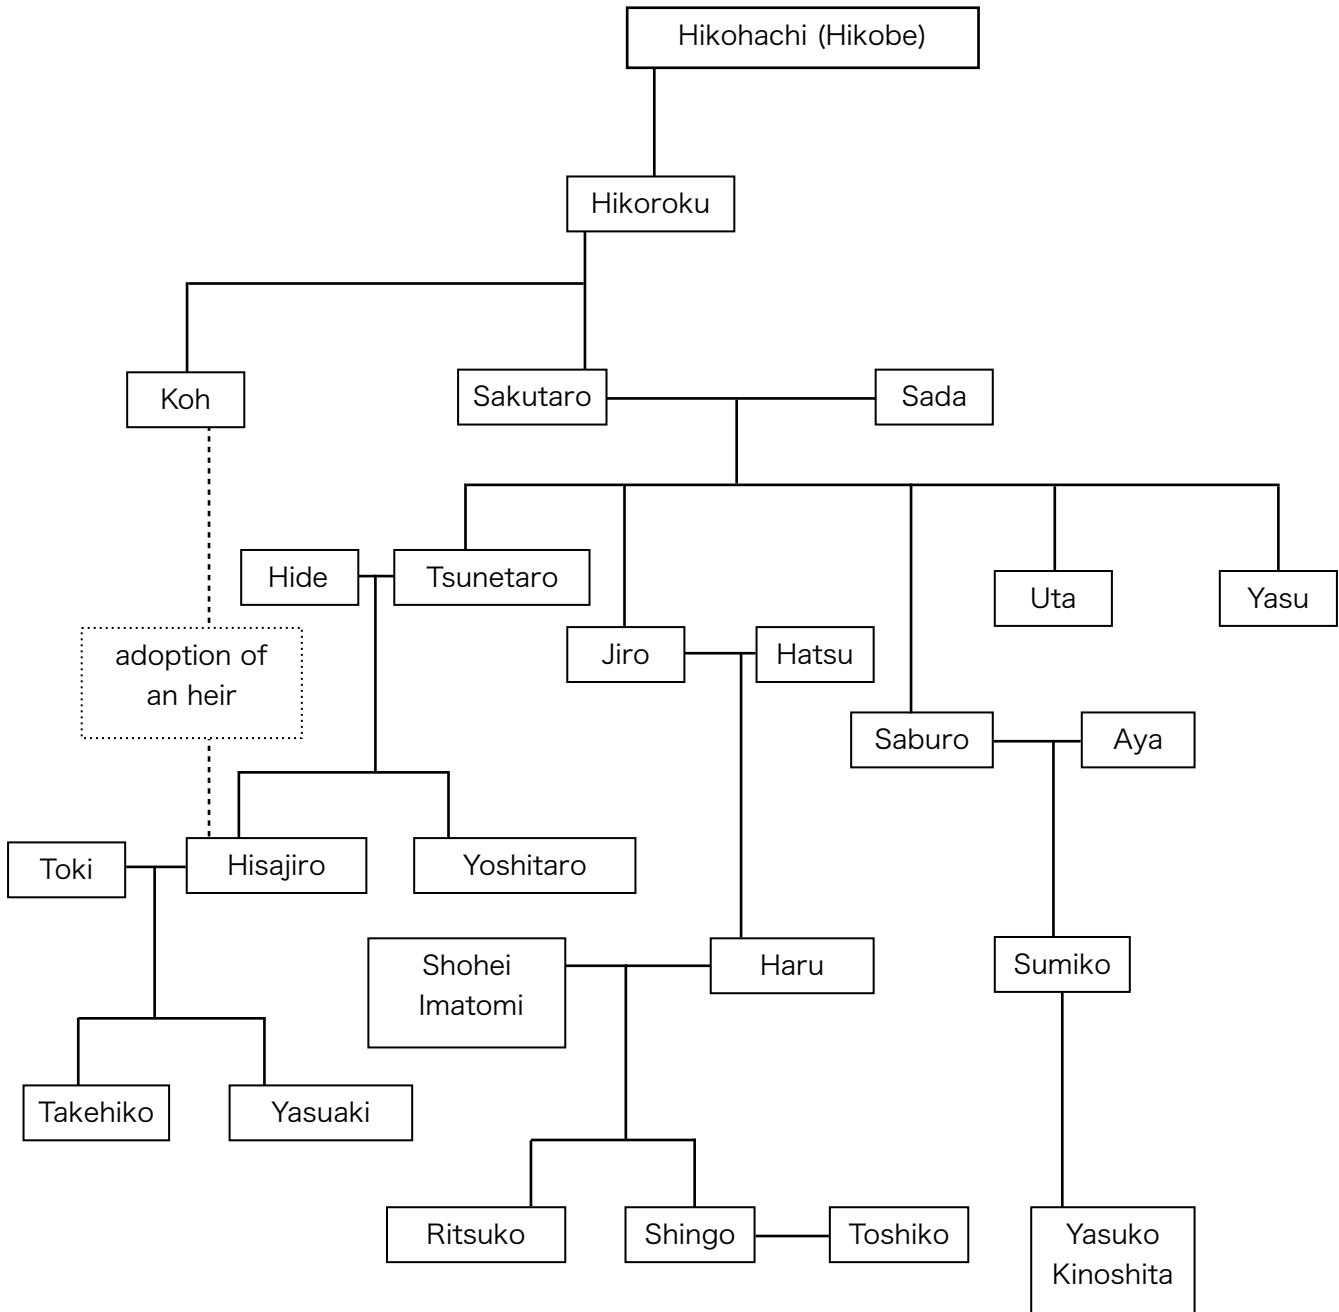 Hikohachi (Hikobe)
Hikoroku
Koh
Sakutaro
Sada
Hide
Tsunetaro
Uta
Yasu
adoption of
an heir
Jiro
Hatsu
Saburo
Aya
Toki
Hisajiro
Yoshitaro
Shohei
Imatomi
Haru
Sumiko
Takehiko
Yasuaki
Ritsuko
Shingo
Toshiko
Yasuko
Kinoshita